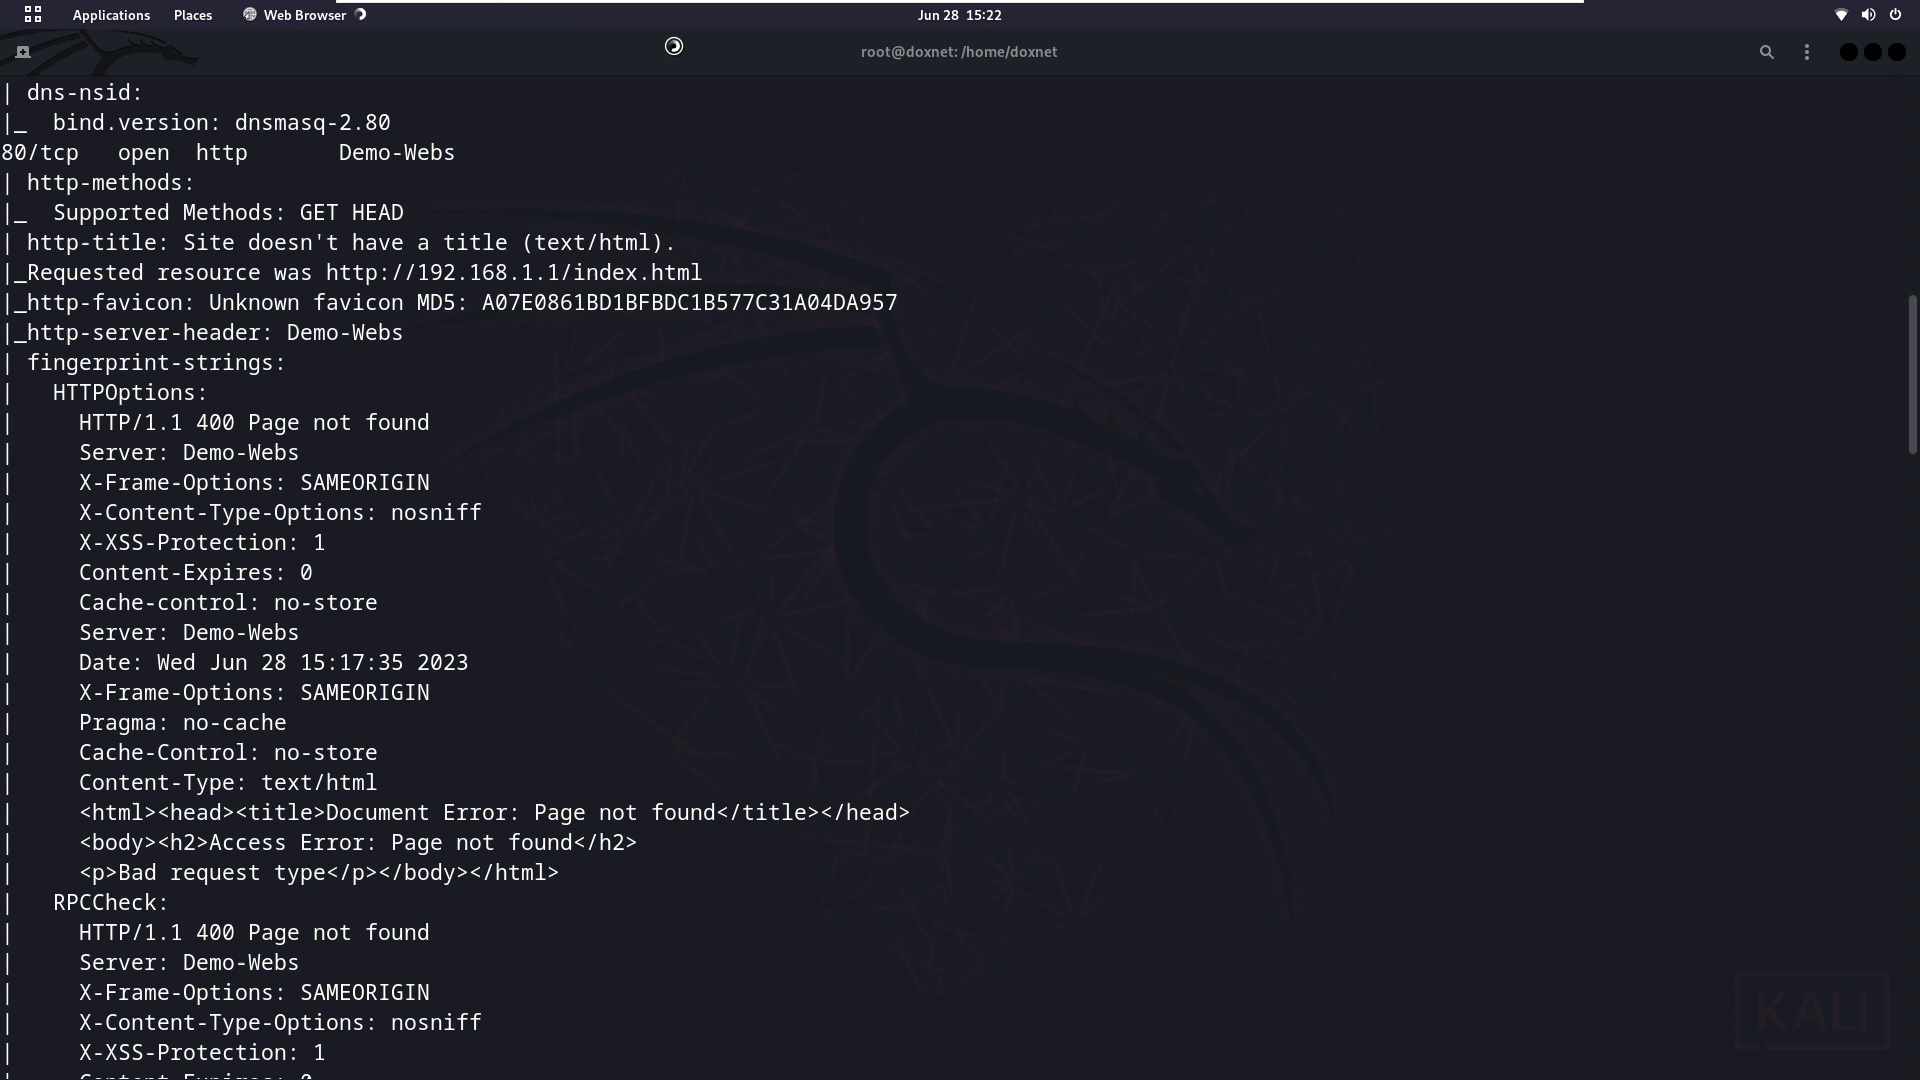 Applications Places Web Browser Jun 28 15:22
root@doxnet: /home/doxnet
| dns-nsid:
|_  bind.version: dnsmasq-2.80
80/tcp   open  http       Demo-Webs
| http-methods:
|_  Supported Methods: GET HEAD
| http-title: Site doesn't have a title (text/html).
|_Requested resource was http://192.168.1.1/index.html
|_http-favicon: Unknown favicon MD5: A07E0861BD1BFBDC1B577C31A04DA957
|_http-server-header: Demo-Webs
| fingerprint-strings:
|   HTTPOptions:
|     HTTP/1.1 400 Page not found
|     Server: Demo-Webs
|     X-Frame-Options: SAMEORIGIN
|     X-Content-Type-Options: nosniff
|     X-XSS-Protection: 1
|     Content-Expires: 0
|     Cache-control: no-store
|     Server: Demo-Webs
|     Date: Wed Jun 28 15:17:35 2023
|     X-Frame-Options: SAMEORIGIN
|     Pragma: no-cache
|     Cache-Control: no-store
|     Content-Type: text/html
|     <html><head><title>Document Error: Page not found</title></head>
|     <body><h2>Access Error: Page not found</h2>
|     <p>Bad request type</p></body></html>
|   RPCCheck:
|     HTTP/1.1 400 Page not found
|     Server: Demo-Webs
|     X-Frame-Options: SAMEORIGIN
|     X-Content-Type-Options: nosniff
|     X-XSS-Protection: 1
|     Content-Expires: 0
KALI